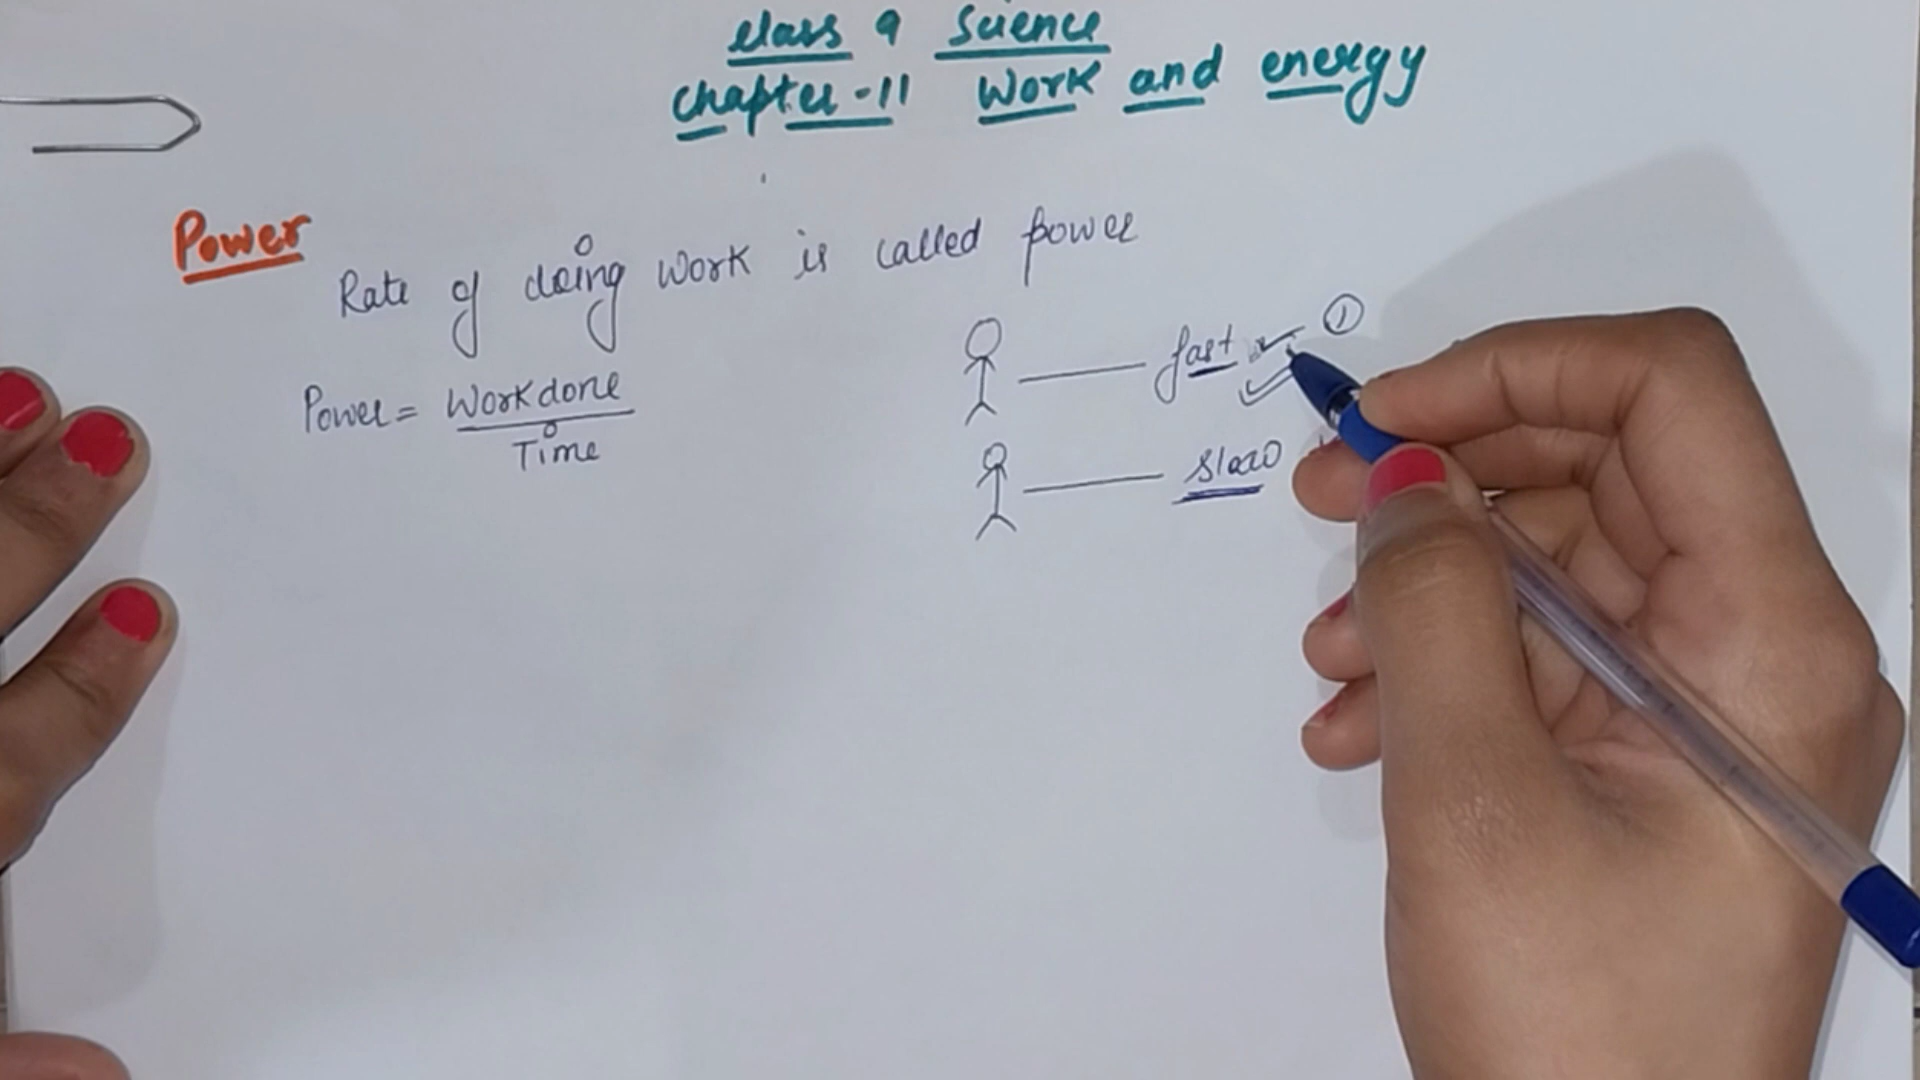 class 9 Science
chapter-11 Work and energy
Power
Rate of doing work is called power
Power = Workdone
Time
fast ①
slow